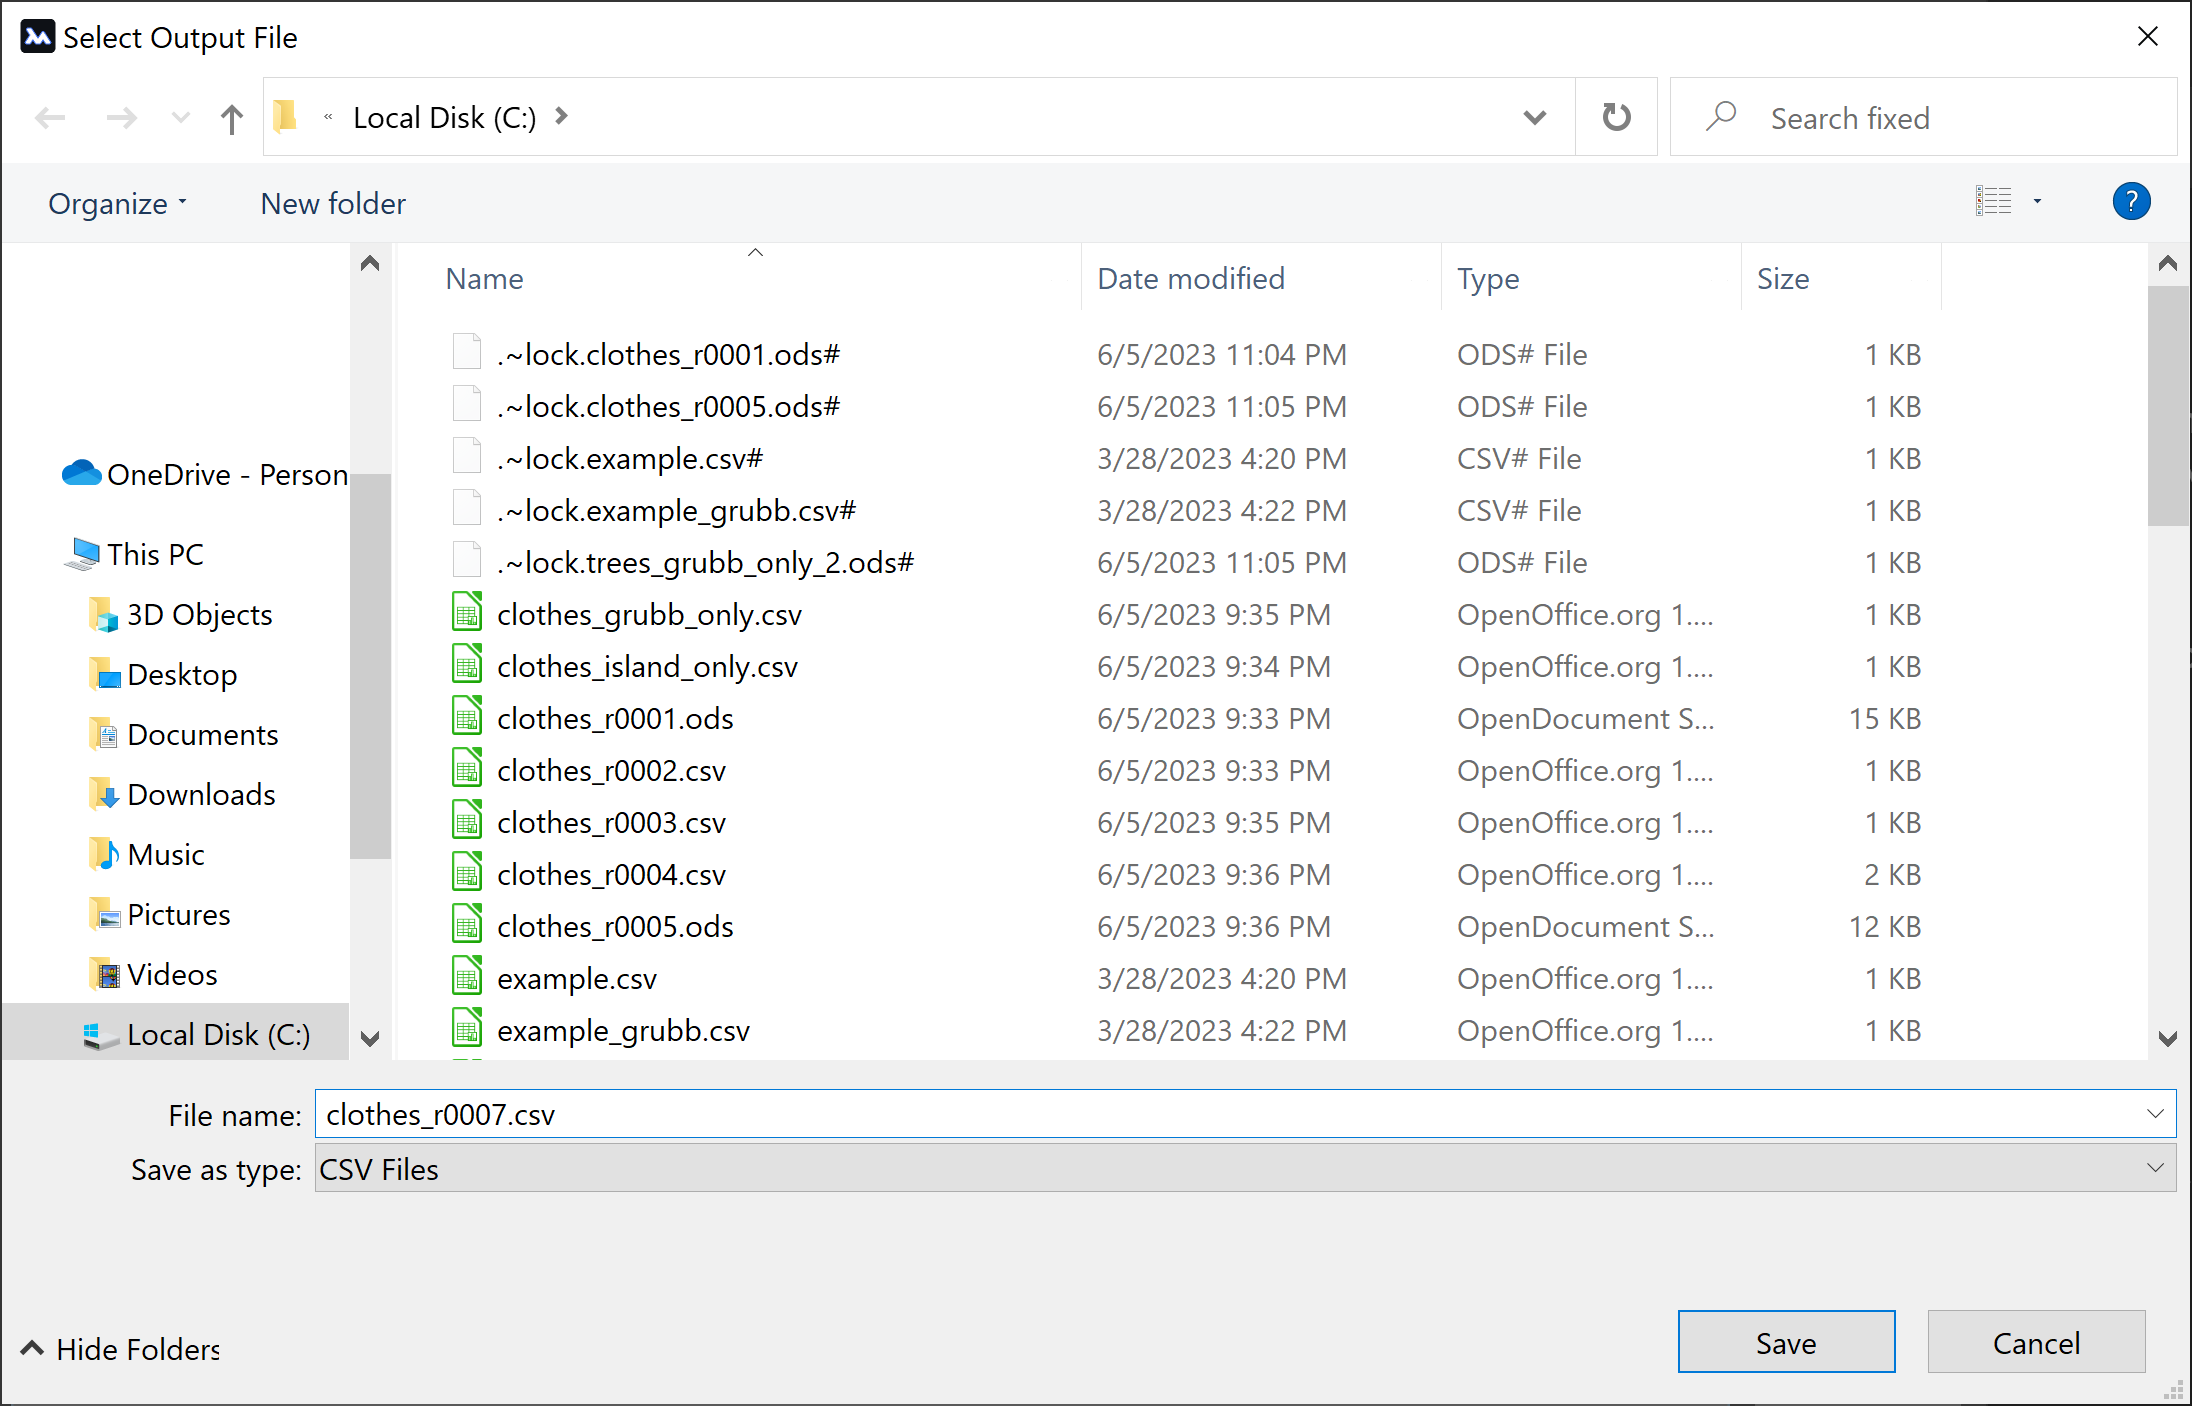 Select Output File
« Local Disk (C:)
Search fixed
Organize
New folder
?
Name Date modified Type Size
.~lock.clothes_r0001.ods# 6/5/2023 11:04 PM ODS# File 1 KB
.~lock.clothes_r0005.ods# 6/5/2023 11:05 PM ODS# File 1 KB
.~lock.example.csv# 3/28/2023 4:20 PM CSV# File 1 KB
.~lock.example_grubb.csv# 3/28/2023 4:22 PM CSV# File 1 KB
.~lock.trees_grubb_only_2.ods# 6/5/2023 11:05 PM ODS# File 1 KB
clothes_grubb_only.csv 6/5/2023 9:35 PM OpenOffice.org 1.... 1 KB
clothes_island_only.csv 6/5/2023 9:34 PM OpenOffice.org 1.... 1 KB
clothes_r0001.ods 6/5/2023 9:33 PM OpenDocument S... 15 KB
clothes_r0002.csv 6/5/2023 9:33 PM OpenOffice.org 1.... 1 KB
clothes_r0003.csv 6/5/2023 9:35 PM OpenOffice.org 1.... 1 KB
clothes_r0004.csv 6/5/2023 9:36 PM OpenOffice.org 1.... 2 KB
clothes_r0005.ods 6/5/2023 9:36 PM OpenDocument S... 12 KB
example.csv 3/28/2023 4:20 PM OpenOffice.org 1.... 1 KB
example_grubb.csv 3/28/2023 4:22 PM OpenOffice.org 1.... 1 KB
OneDrive - Person
This PC
3D Objects
Desktop
Documents
Downloads
Music
Pictures
Videos
Local Disk (C:)
File name: clothes_r0007.csv
Save as type: CSV Files
Hide Folders
Save
Cancel